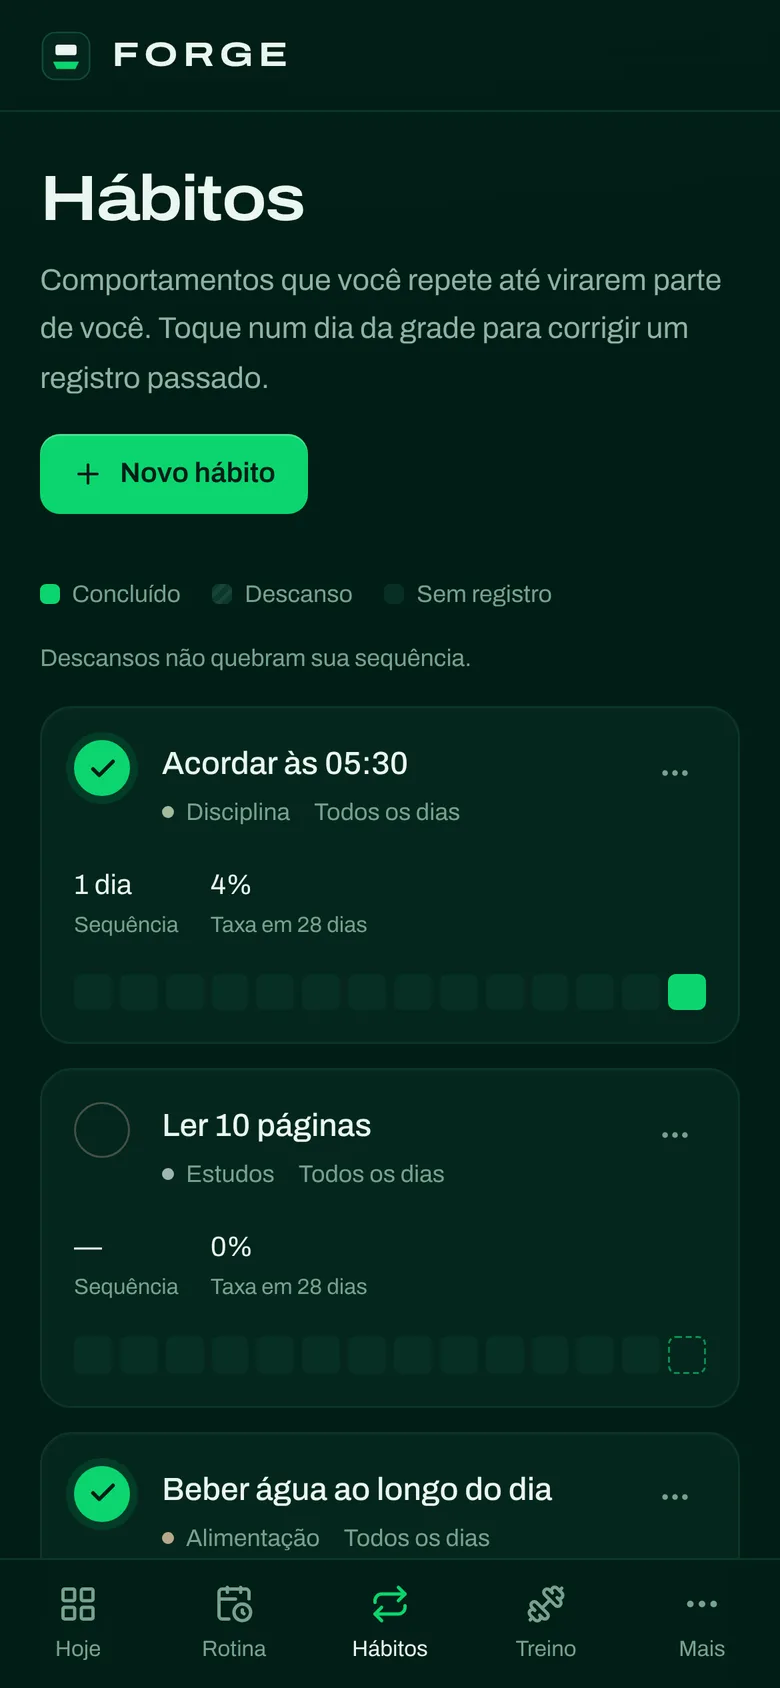 FORGE
Hábitos
Comportamentos que você repete até virarem parte
de você. Toque num dia da grade para corrigir um
registro passado.
+ Novo hábito
Concluído Descanso Sem registro
Descansos não quebram sua sequência.
Acordar às 05:30
Disciplina Todos os dias
1 dia 4%
Sequência Taxa em 28 dias
Ler 10 páginas
Estudos Todos os dias
— 0%
Sequência Taxa em 28 dias
Beber água ao longo do dia
Alimentação Todos os dias
Hoje Rotina Hábitos Treino Mais